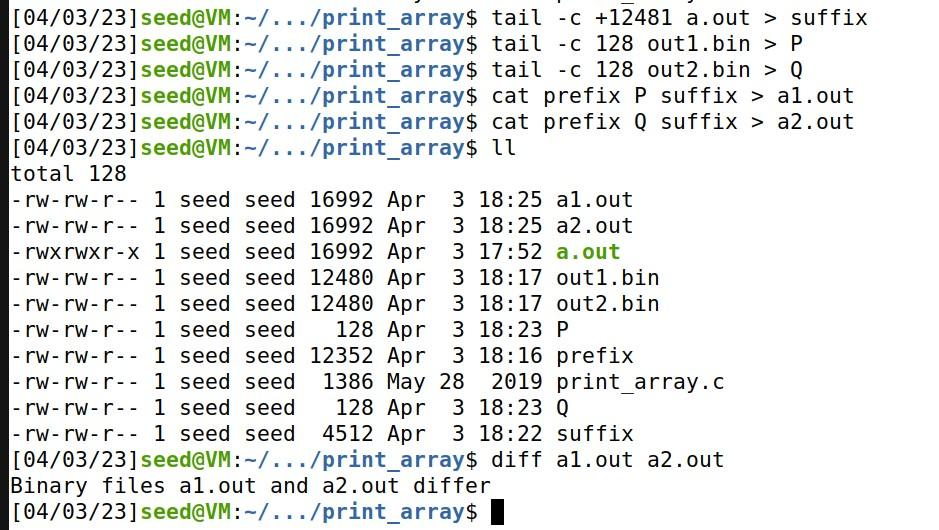 [04/03/23]seed@VM:~/.../print_array$ tail -c +12481 a.out > suffix
[04/03/23]seed@VM:~/.../print_array$ tail -c 128 out1.bin > P
[04/03/23]seed@VM:~/.../print_array$ tail -c 128 out2.bin > Q
[04/03/23]seed@VM:~/.../print_array$ cat prefix P suffix > a1.out
[04/03/23]seed@VM:~/.../print_array$ cat prefix Q suffix > a2.out
[04/03/23]seed@VM:~/.../print_array$ ll
total 128
-rw-rw-r-- 1 seed seed 16992 Apr  3 18:25 a1.out
-rw-rw-r-- 1 seed seed 16992 Apr  3 18:25 a2.out
-rwxrwxr-x 1 seed seed 16992 Apr  3 17:52 a.out
-rw-rw-r-- 1 seed seed 12480 Apr  3 18:17 out1.bin
-rw-rw-r-- 1 seed seed 12480 Apr  3 18:17 out2.bin
-rw-rw-r-- 1 seed seed   128 Apr  3 18:23 P
-rw-rw-r-- 1 seed seed 12352 Apr  3 18:16 prefix
-rw-rw-r-- 1 seed seed  1386 May 28  2019 print_array.c
-rw-rw-r-- 1 seed seed   128 Apr  3 18:23 Q
-rw-rw-r-- 1 seed seed  4512 Apr  3 18:22 suffix
[04/03/23]seed@VM:~/.../print_array$ diff a1.out a2.out
Binary files a1.out and a2.out differ
[04/03/23]seed@VM:~/.../print_array$